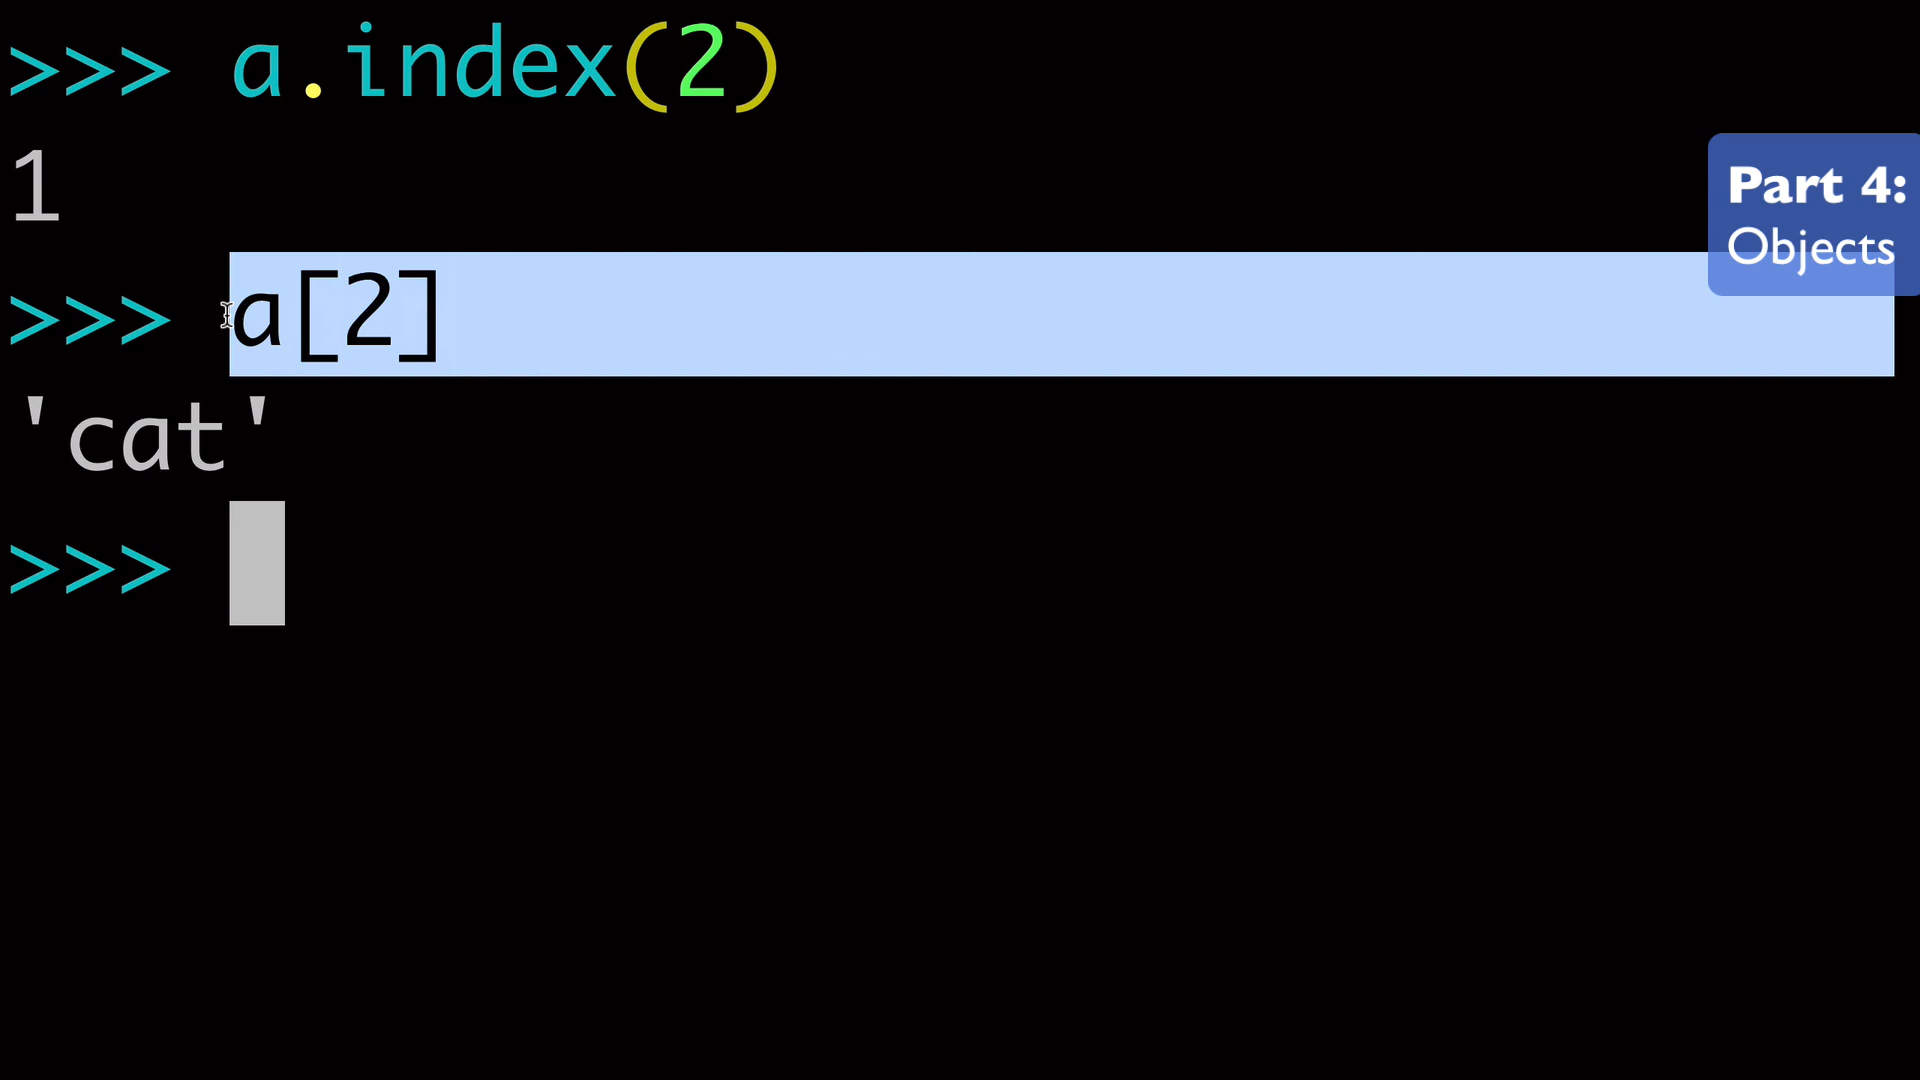 >>> a.index(2)
1
Part 4:
Objects
>>> a[2]
'cat'
>>>